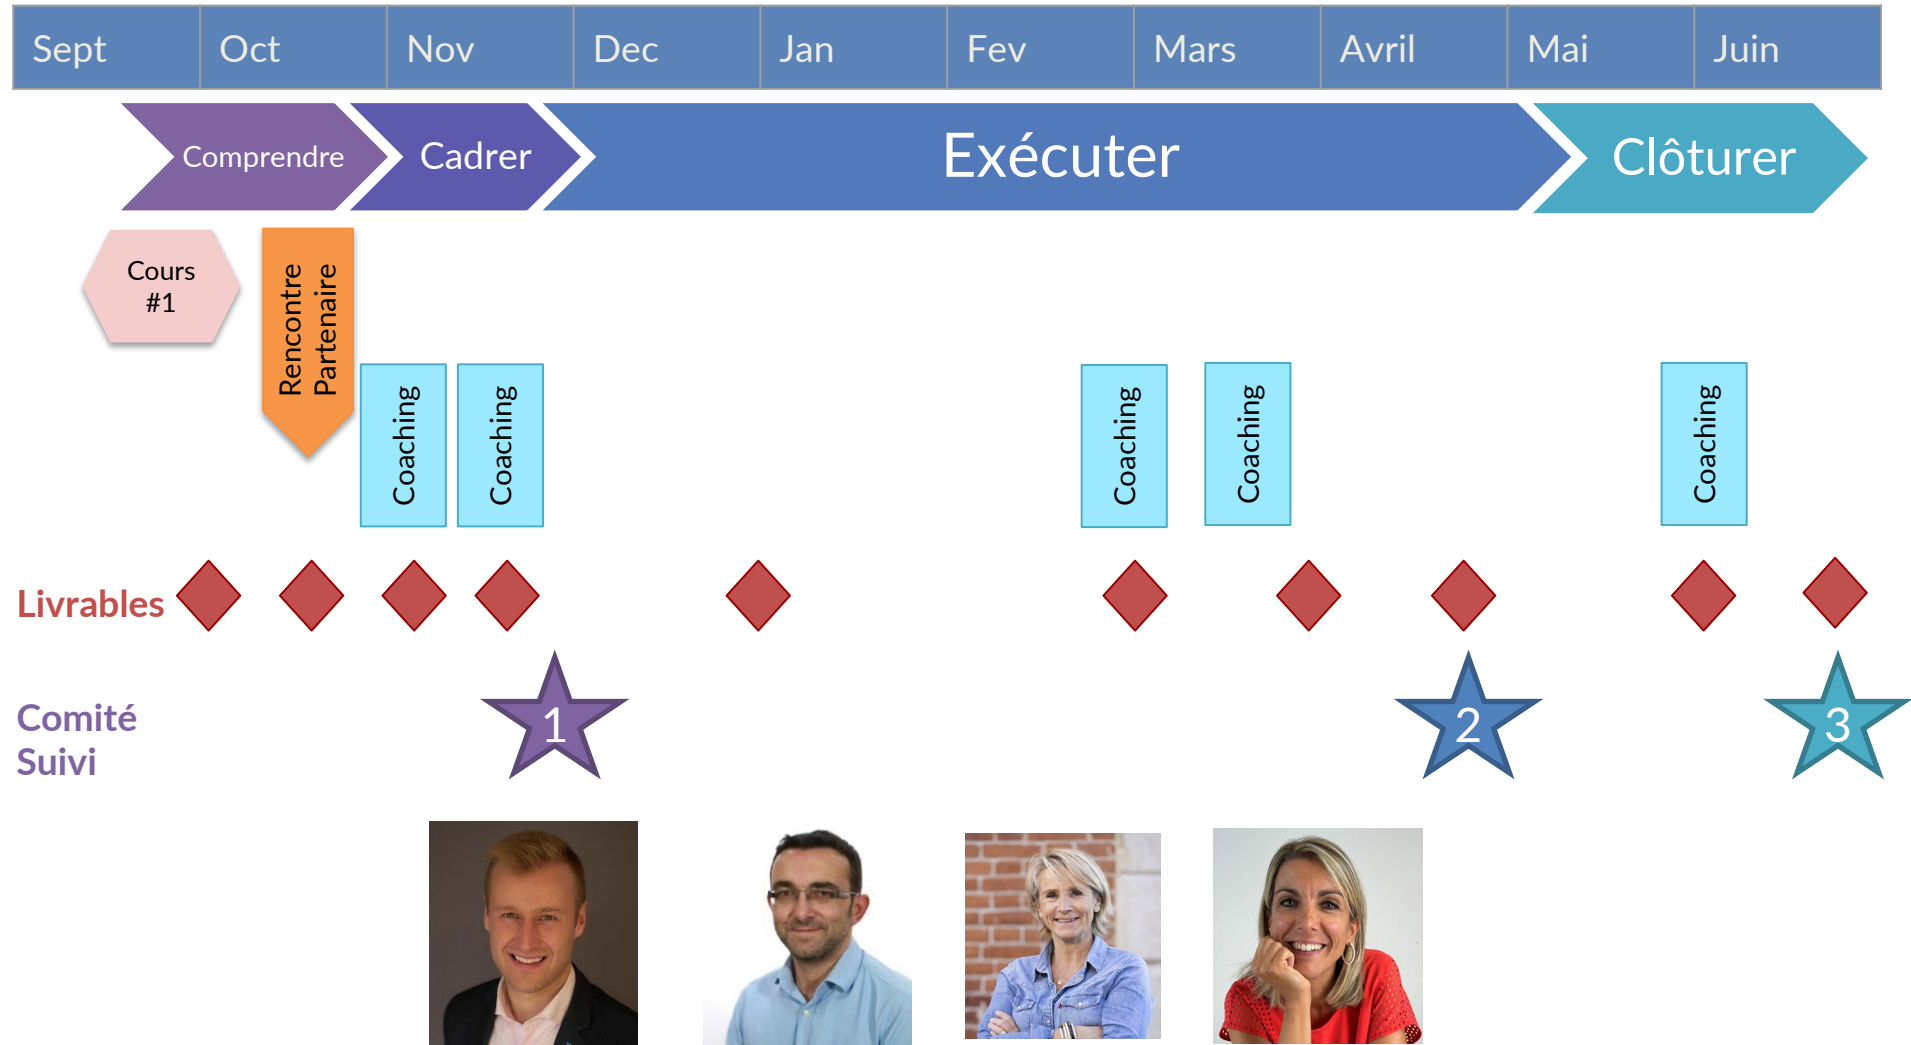 Sept Oct Nov Dec Jan Fev Mars Avril Mai Juin
Comprendre Cadrer Exécuter Clôturer
Cours
#1
Rencontre
Partenaire
Coaching
Coaching
Coaching
Coaching
Coaching
Livrables
Comité
Suivi
1
2
3